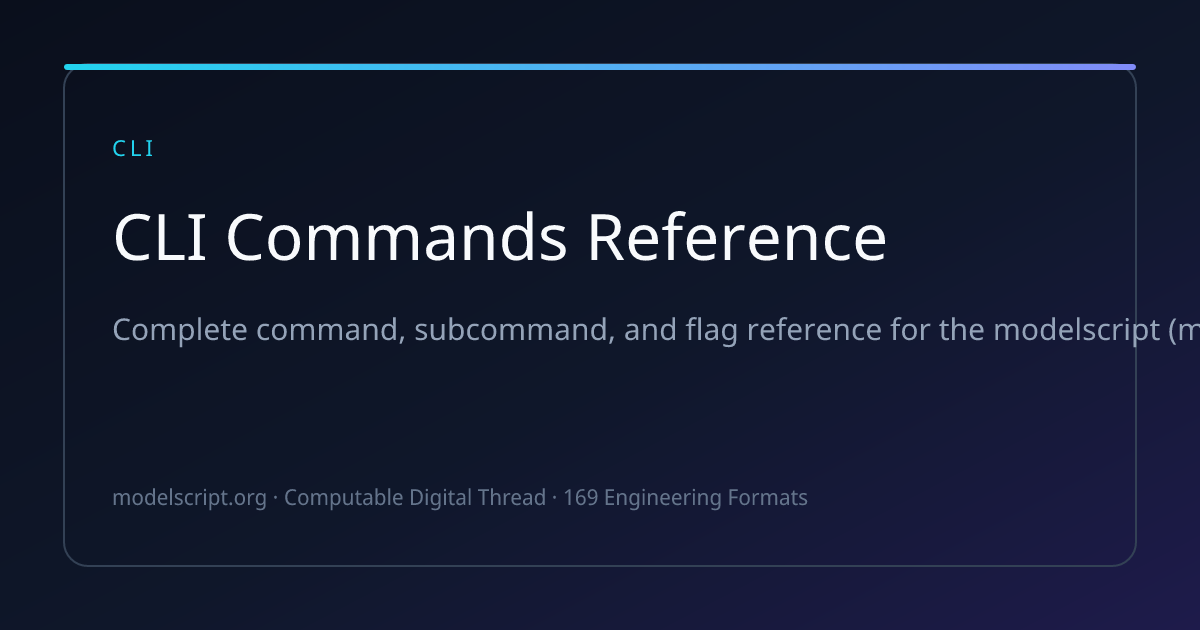 CLI
CLI Commands Reference
Complete command, subcommand, and flag reference for the modelscript (m
modelscript.org · Computable Digital Thread · 169 Engineering Formats